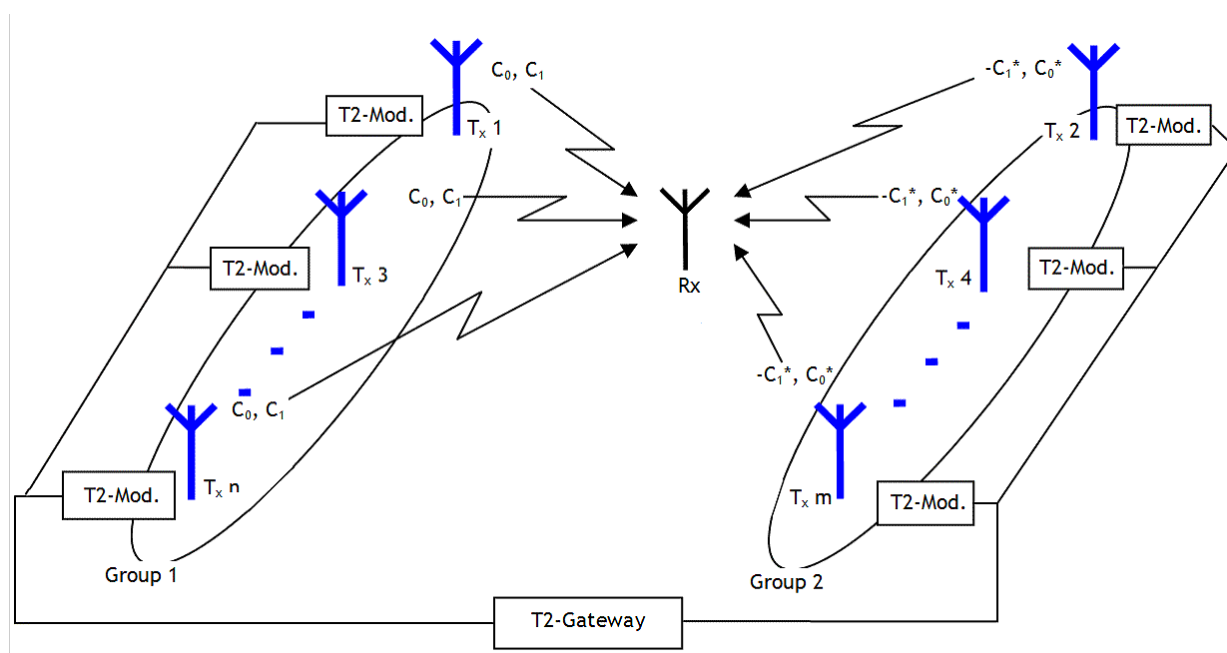 C₀, C₁
-C₁*, C₀*
T2-Mod.
Tₓ 1
Tₓ 2
T2-Mod.
C₀, C₁
-C₁*, C₀*
T2-Mod.
Tₓ 3
Rx
Tₓ 4
T2-Mod.
-C₁*, C₀*
C₀, C₁
T2-Mod.
Tₓ n
Tₓ m
T2-Mod.
Group 1
Group 2
T2-Gateway